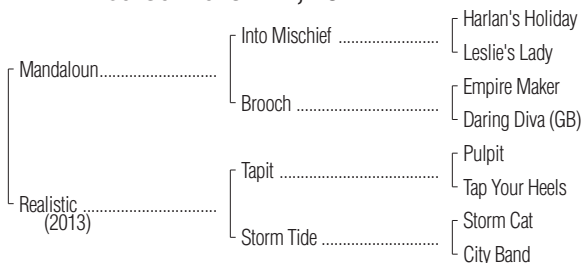 Harlan's Holiday
Into Mischief
Leslie's Lady
Mandaloun
Empire Maker
Brooch
Daring Diva (GB)
Pulpit
Tapit
Tap Your Heels
Realistic
(2013)
Storm Cat
Storm Tide
City Band